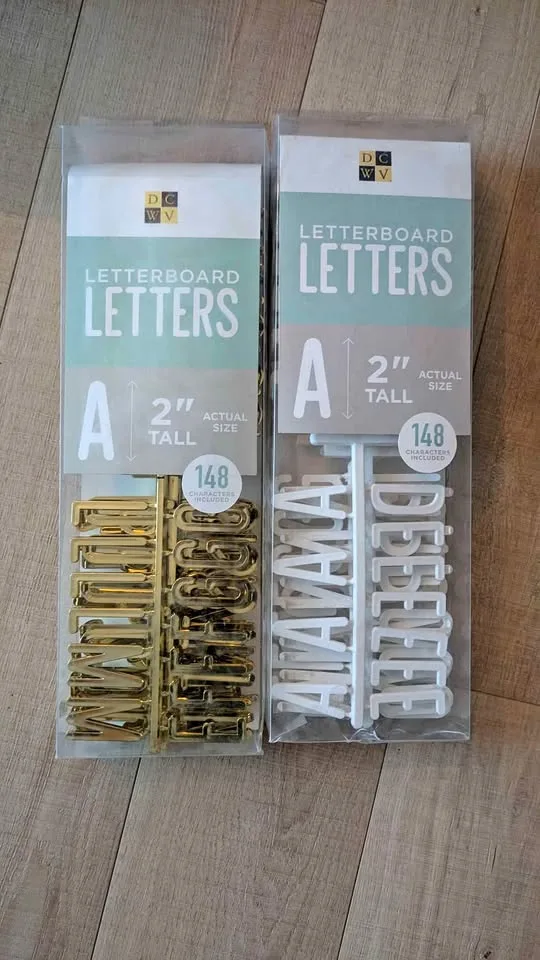 D C
W V
LETTERBOARD
LETTERS
A
2"
TALL
ACTUAL
SIZE
148
CHARACTERS
INCLUDED
D C
W V
LETTERBOARD
LETTERS
A
2"
TALL
ACTUAL
SIZE
148
CHARACTERS
INCLUDED